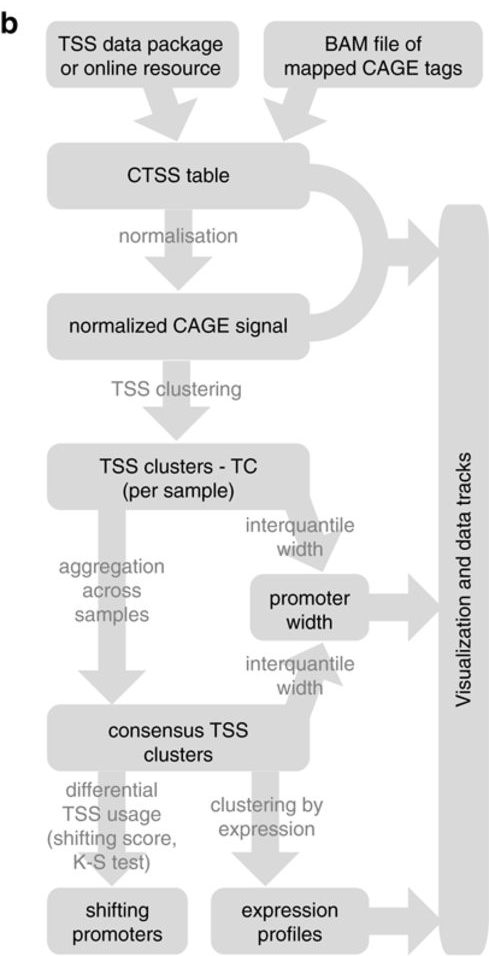 b
TSS data package
or online resource
BAM file of
mapped CAGE tags
CTSS table
normalisation
normalized CAGE signal
TSS clustering
TSS clusters - TC
(per sample)
interquantile
width
aggregation
across
samples
promoter
width
interquantile
width
consensus TSS
clusters
differential
TSS usage
(shifting score,
K-S test)
clustering by
expression
shifting
promoters
expression
profiles
Visualization and data tracks